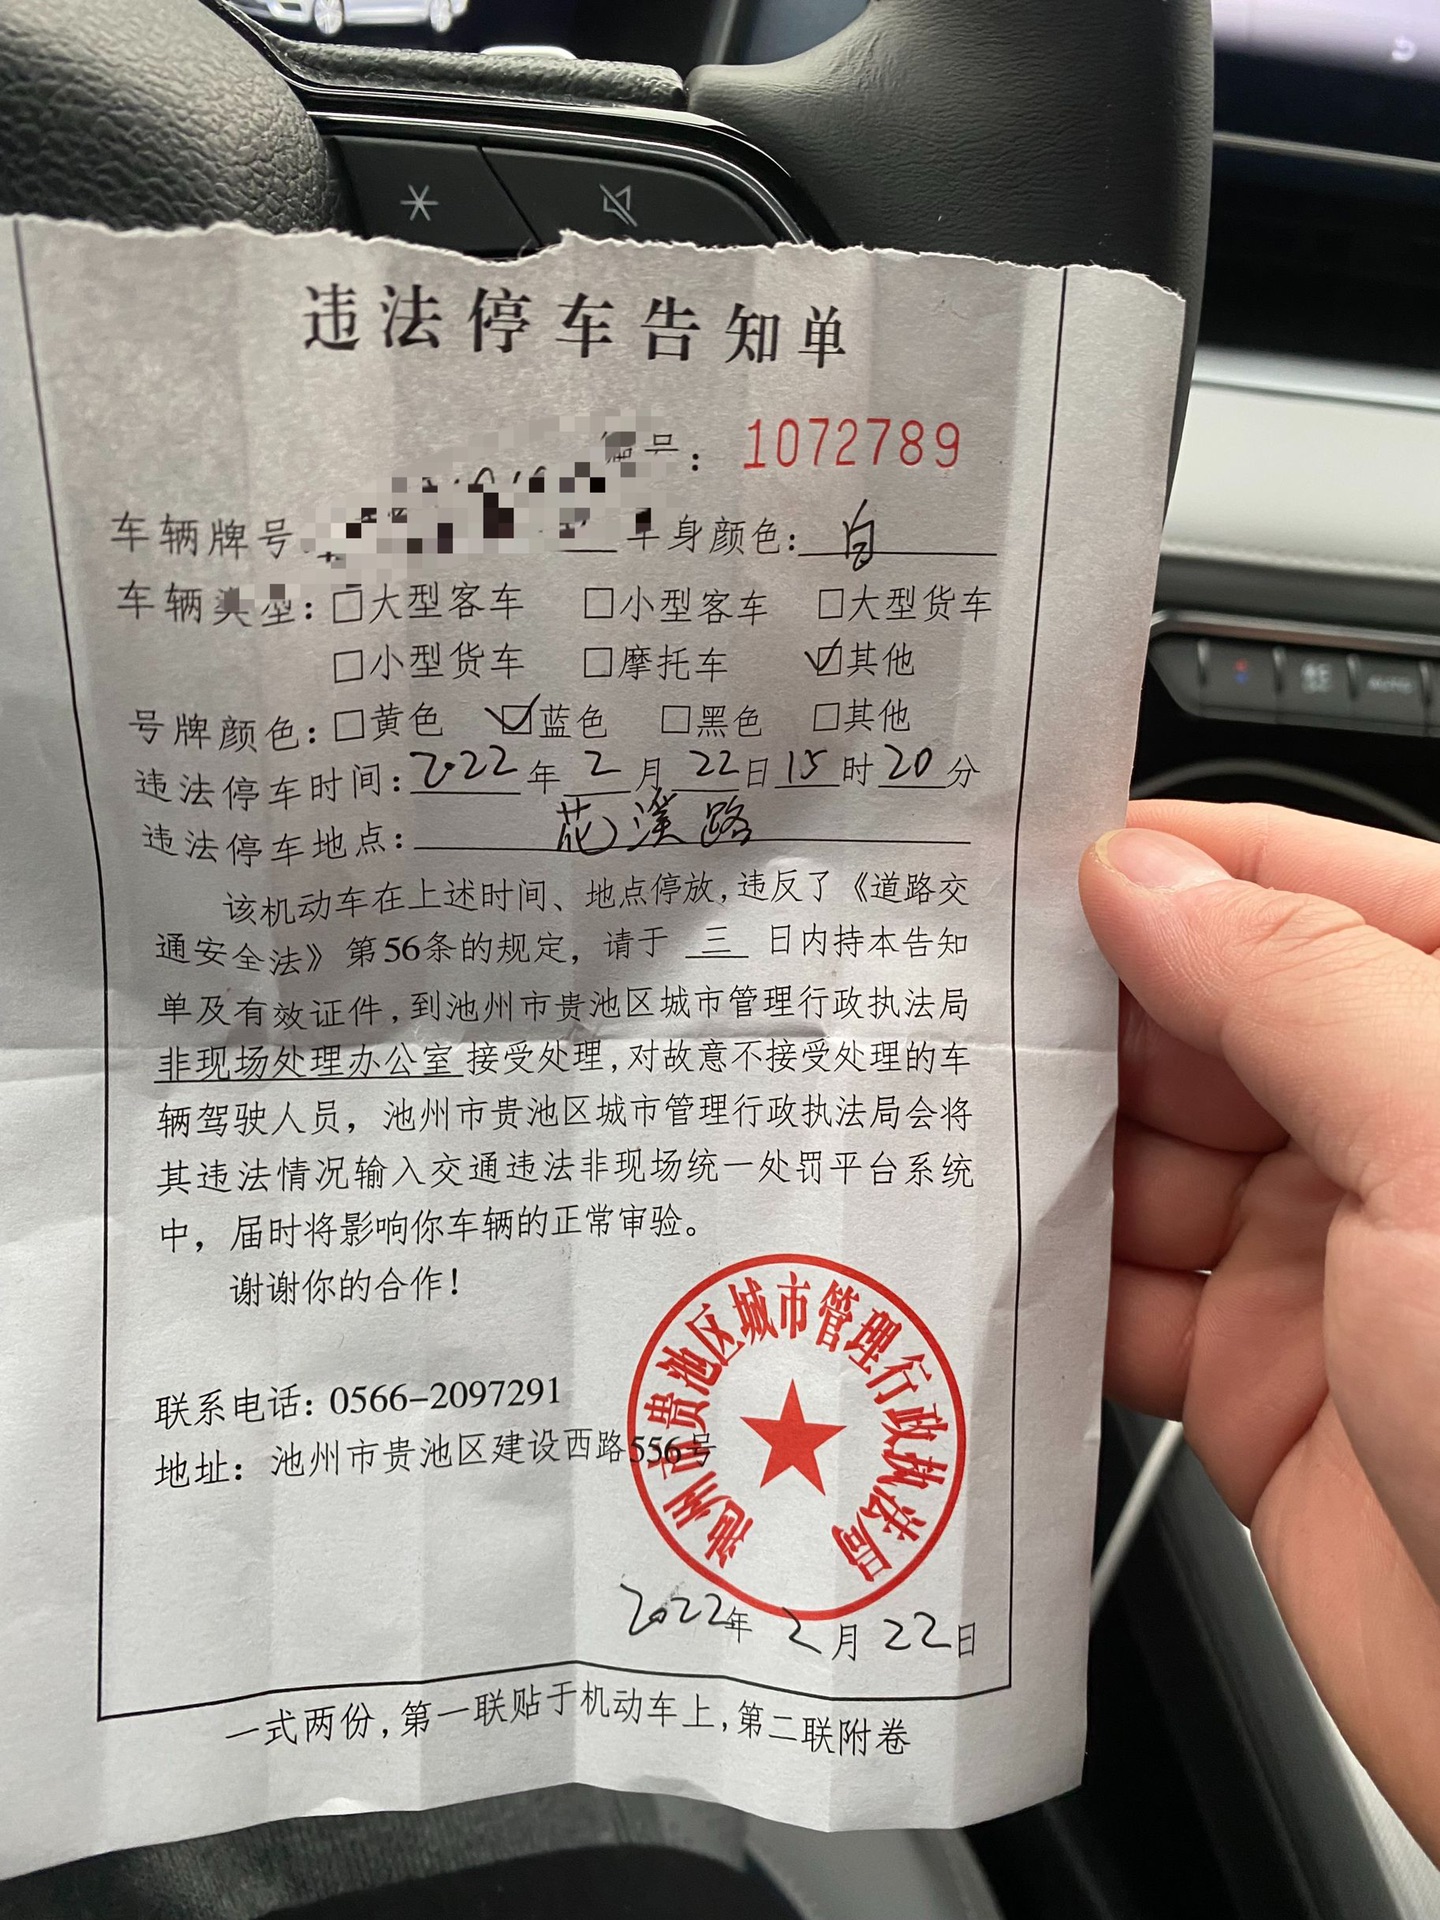 违法停车告知单
编号：1072789
车辆牌号 车身颜色：白
车辆类型：□大型客车 □小型客车 □大型货车
□小型货车 □摩托车 ☑其他
号牌颜色：□黄色 ☑蓝色 □黑色 □其他
违法停车时间：2022年2月22日15时20分
违法停车地点：花溪路
该机动车在上述时间、地点停放，违反了《道路交
通安全法》第56条的规定，请于 三 日内持本告知
单及有效证件，到池州市贵池区城市管理行政执法局
非现场处理办公室接受处理，对故意不接受处理的车
辆驾驶人员，池州市贵池区城市管理行政执法局会将
其违法情况输入交通违法非现场统一处罚平台系统
中，届时将影响你车辆的正常审验。
谢谢你的合作！
联系电话：0566-2097291
地址：池州市贵池区建设西路556号
池州市贵池区城市管理行政执法局
2022年2月22日
一式两份，第一联贴于机动车上，第二联附卷